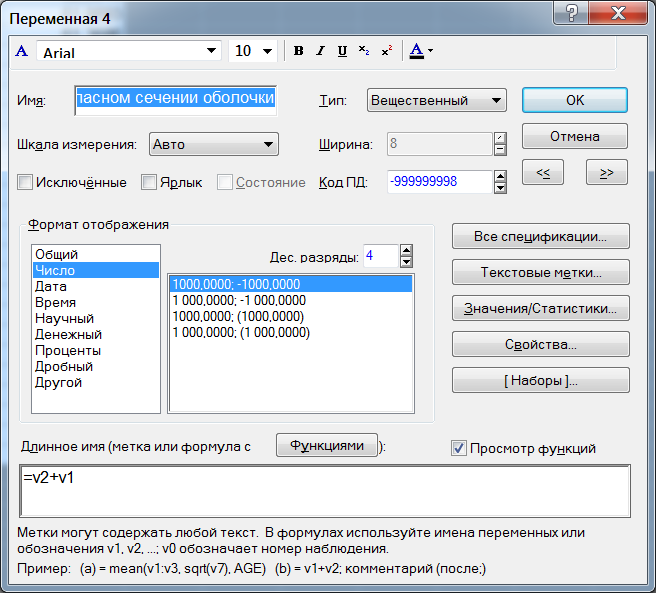 Переменная 4
A Arial 10 B I U x₂ x² A
Имя: пасном сечении оболочки Тип: Вещественный OK
Шкала измерения: Авто Ширина: 8 Отмена
Исключённые Ярлык Состояние Код ПД: -999999998 << >>
Формат отображения
Все спецификации...
Общий Дес. разряды: 4
Число
Дата
Время
Научный
Денежный
Проценты
Дробный
Другой
1000,0000; -1000,0000
1 000,0000; -1 000,0000
1000,0000; (1000,0000)
1 000,0000; (1 000,0000)
Текстовые метки...
Значения/Статистики...
Свойства...
[ Наборы ]...
Длинное имя (метка или формула с Функциями ): Просмотр функций
=v2+v1
Метки могут содержать любой текст. В формулах используйте имена переменных или
обозначения v1, v2, ...; v0 обозначает номер наблюдения.
Пример: (a) = mean(v1:v3, sqrt(v7), AGE) (b) = v1+v2; комментарий (после;)